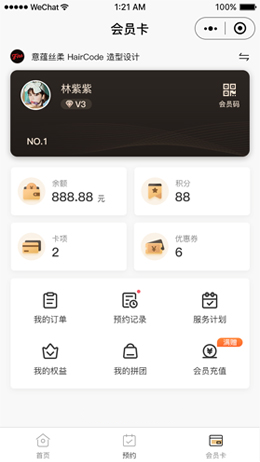 WeChat 1:21 AM 100%
会员卡
意蕴丝柔 HairCode 造型设计
林紫紫
V3
会员码
NO.1
余额 积分
888.88 元 88
卡项 优惠券
2 6
我的订单 预约记录 服务计划
满赠
我的权益 我的拼团 会员充值
首页 预约 会员卡